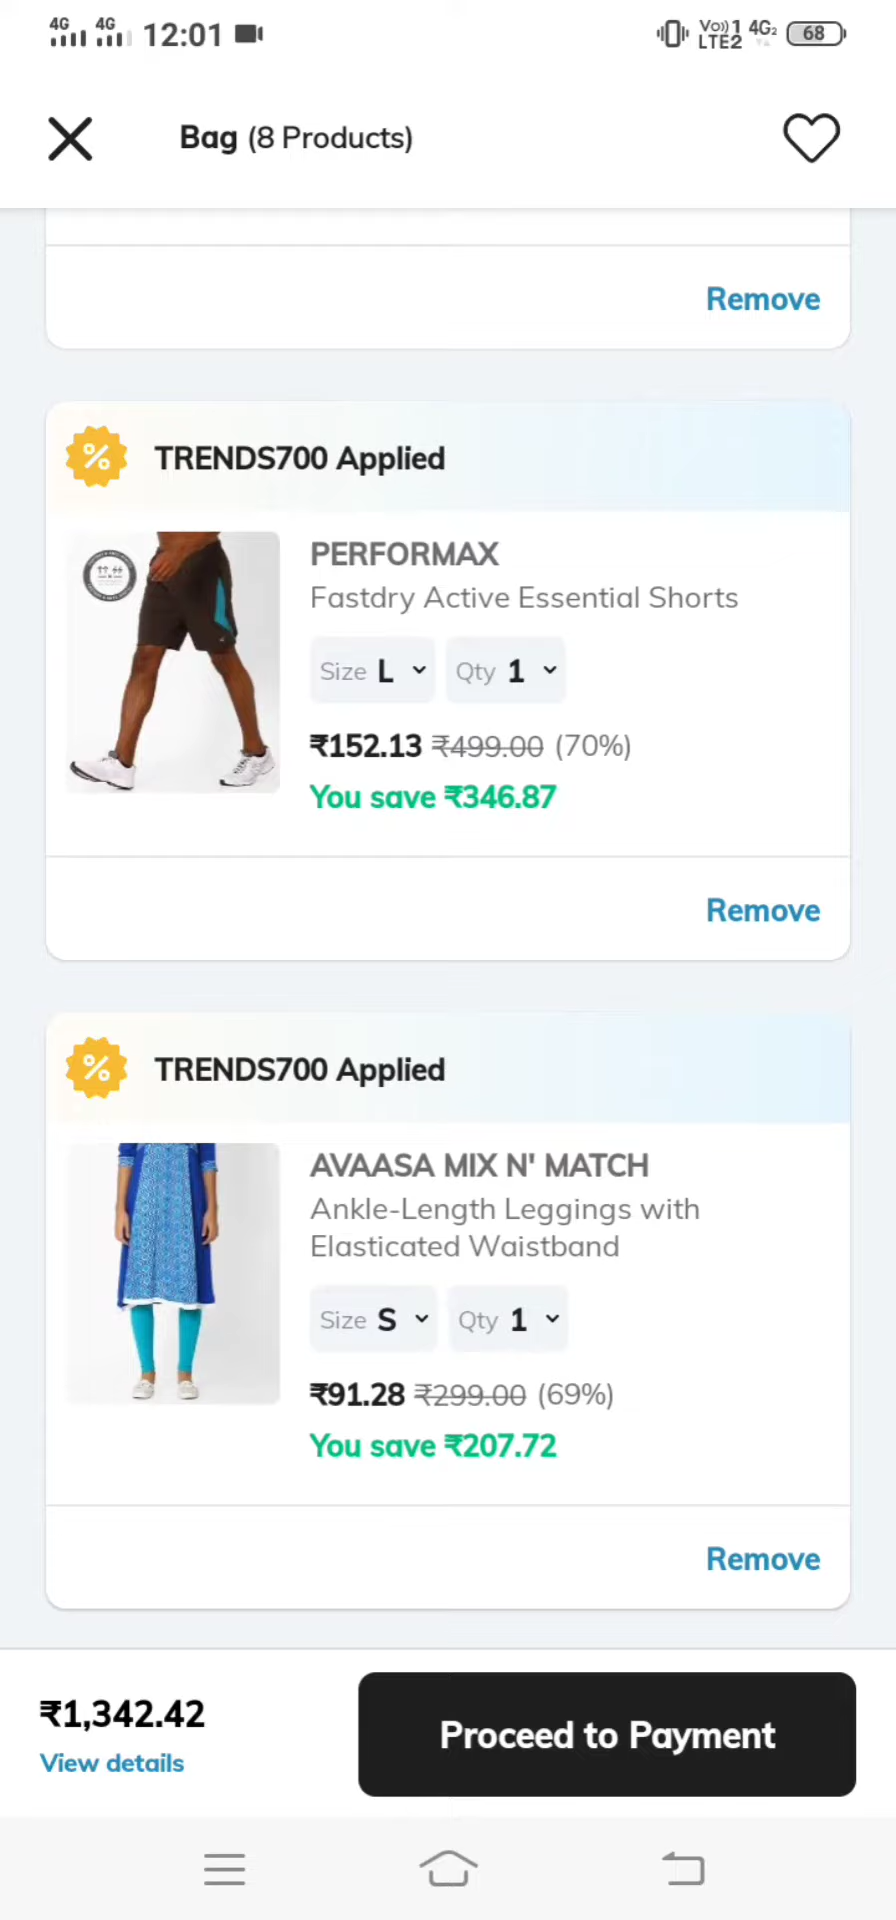 4G 4G 12:01 Vo)) 1 4G2 68
LTE2
Bag (8 Products)
Remove
% TRENDS700 Applied
PERFORMAX
Fastdry Active Essential Shorts
Size L Qty 1
₹152.13 ₹499.00 (70%)
You save ₹346.87
Remove
% TRENDS700 Applied
AVAASA MIX N' MATCH
Ankle-Length Leggings with
Elasticated Waistband
Size S Qty 1
₹91.28 ₹299.00 (69%)
You save ₹207.72
Remove
₹1,342.42
View details
Proceed to Payment